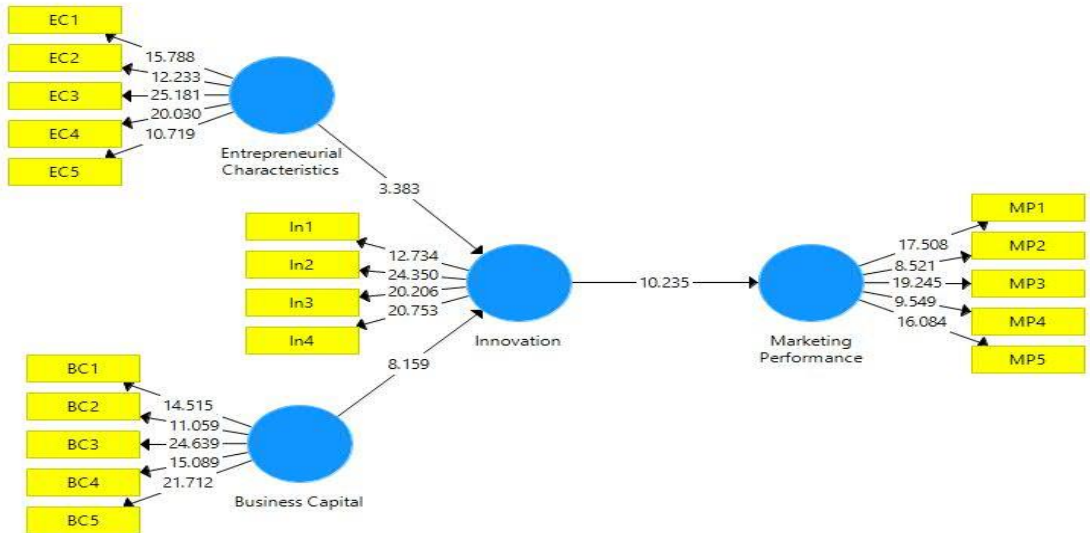 EC1
EC2
EC3
EC4
EC5
15.788
12.233
25.181
20.030
10.719
Entrepreneurial
Characteristics
3.383
In1
In2
In3
In4
12.734
24.350
20.206
20.753
Innovation
10.235
MP1
MP2
MP3
MP4
MP5
17.508
8.521
19.245
9.549
16.084
Marketing
Performance
8.159
BC1
BC2
BC3
BC4
BC5
14.515
11.059
24.639
15.089
21.712
Business Capital